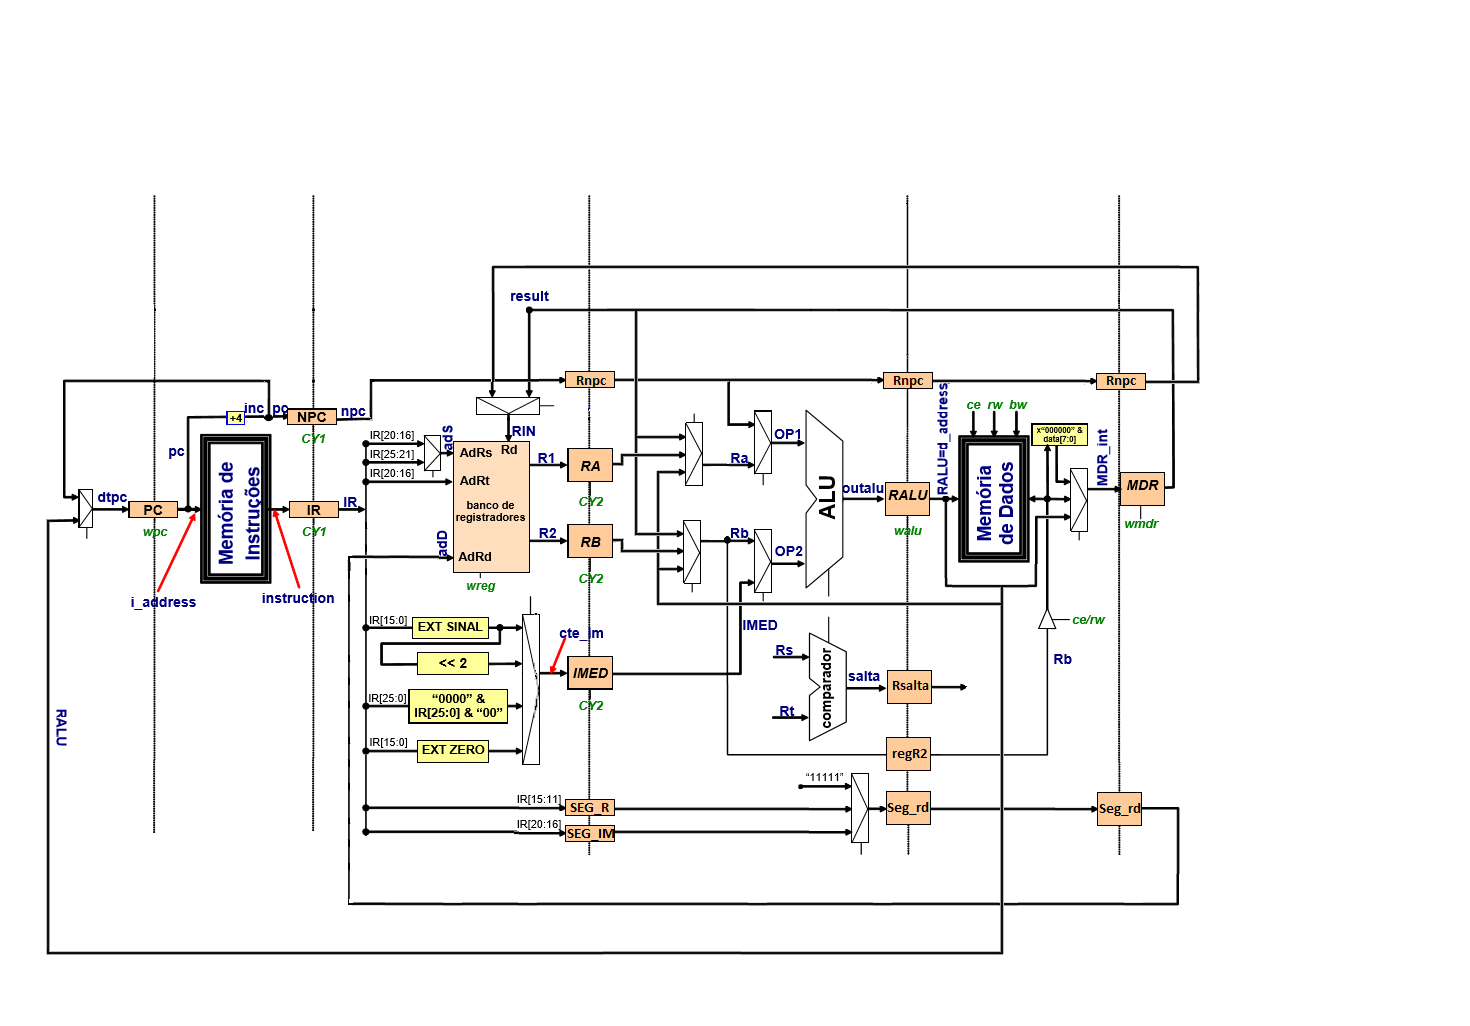 result
Rnpc
Rnpc
Rnpc
RALU=d_address
ce rw bw
inc_pc
NPC
npc
+4
CY1
pc
IR[20:16]
IR[25:21]
IR[20:16]
adS
RIN
AdRs
Rd
AdRt
banco de
registradores
adD
AdRd
wreg
R1
RA
CY2
R2
RB
CY2
Ra
OP1
Rb
OP2
ALU
outalu
RALU
walu
Memória
de Dados
x“000000” &
data[7:0]
MDR_int
MDR
wmdr
dtpc
PC
wpc
Memória de
Instruções
IR
CY1
IR
i_address
instruction
IR[15:0]
EXT SINAL
<< 2
IR[25:0]
“0000” &
IR[25:0] & “00”
IR[15:0]
EXT ZERO
cte_im
IMED
CY2
IMED
Rs
Rt
comparador
salta
Rsalta
regR2
ce/rw
Rb
RALU
“11111”
IR[15:11]
SEG_R
IR[20:16]
SEG_IM
Seg_rd
Seg_rd